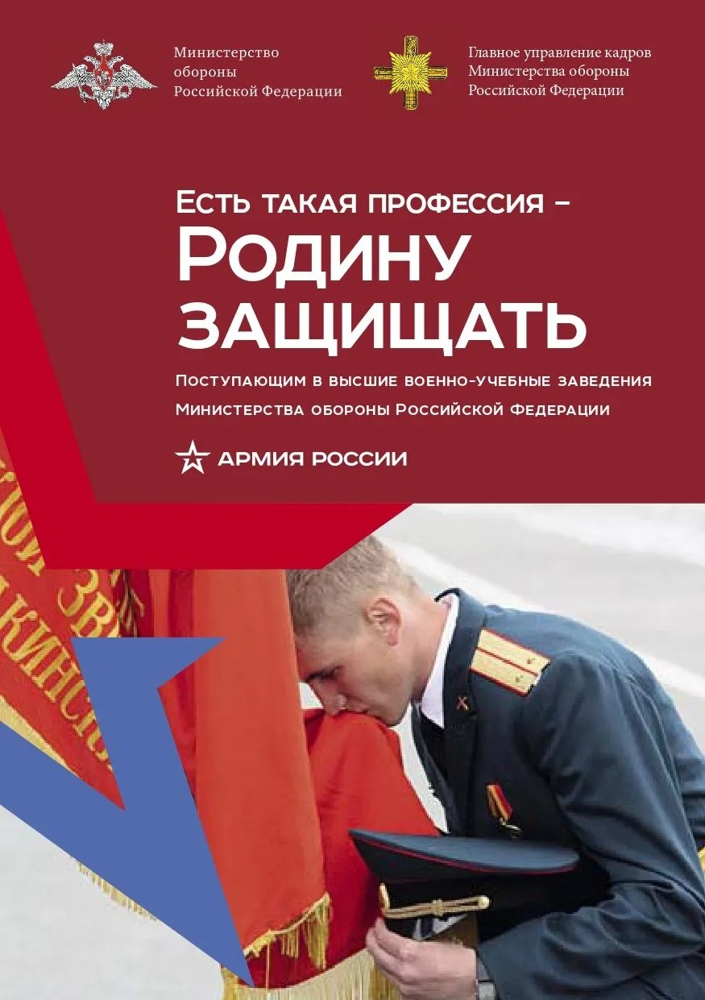 Министерство
обороны
Российской Федерации
Главное управление кадров
Министерства обороны
Российской Федерации
Есть такая профессия –
Родину
защищать
Поступающим в высшие военно-учебные заведения
Министерства обороны Российской Федерации
АРМИЯ РОССИИ